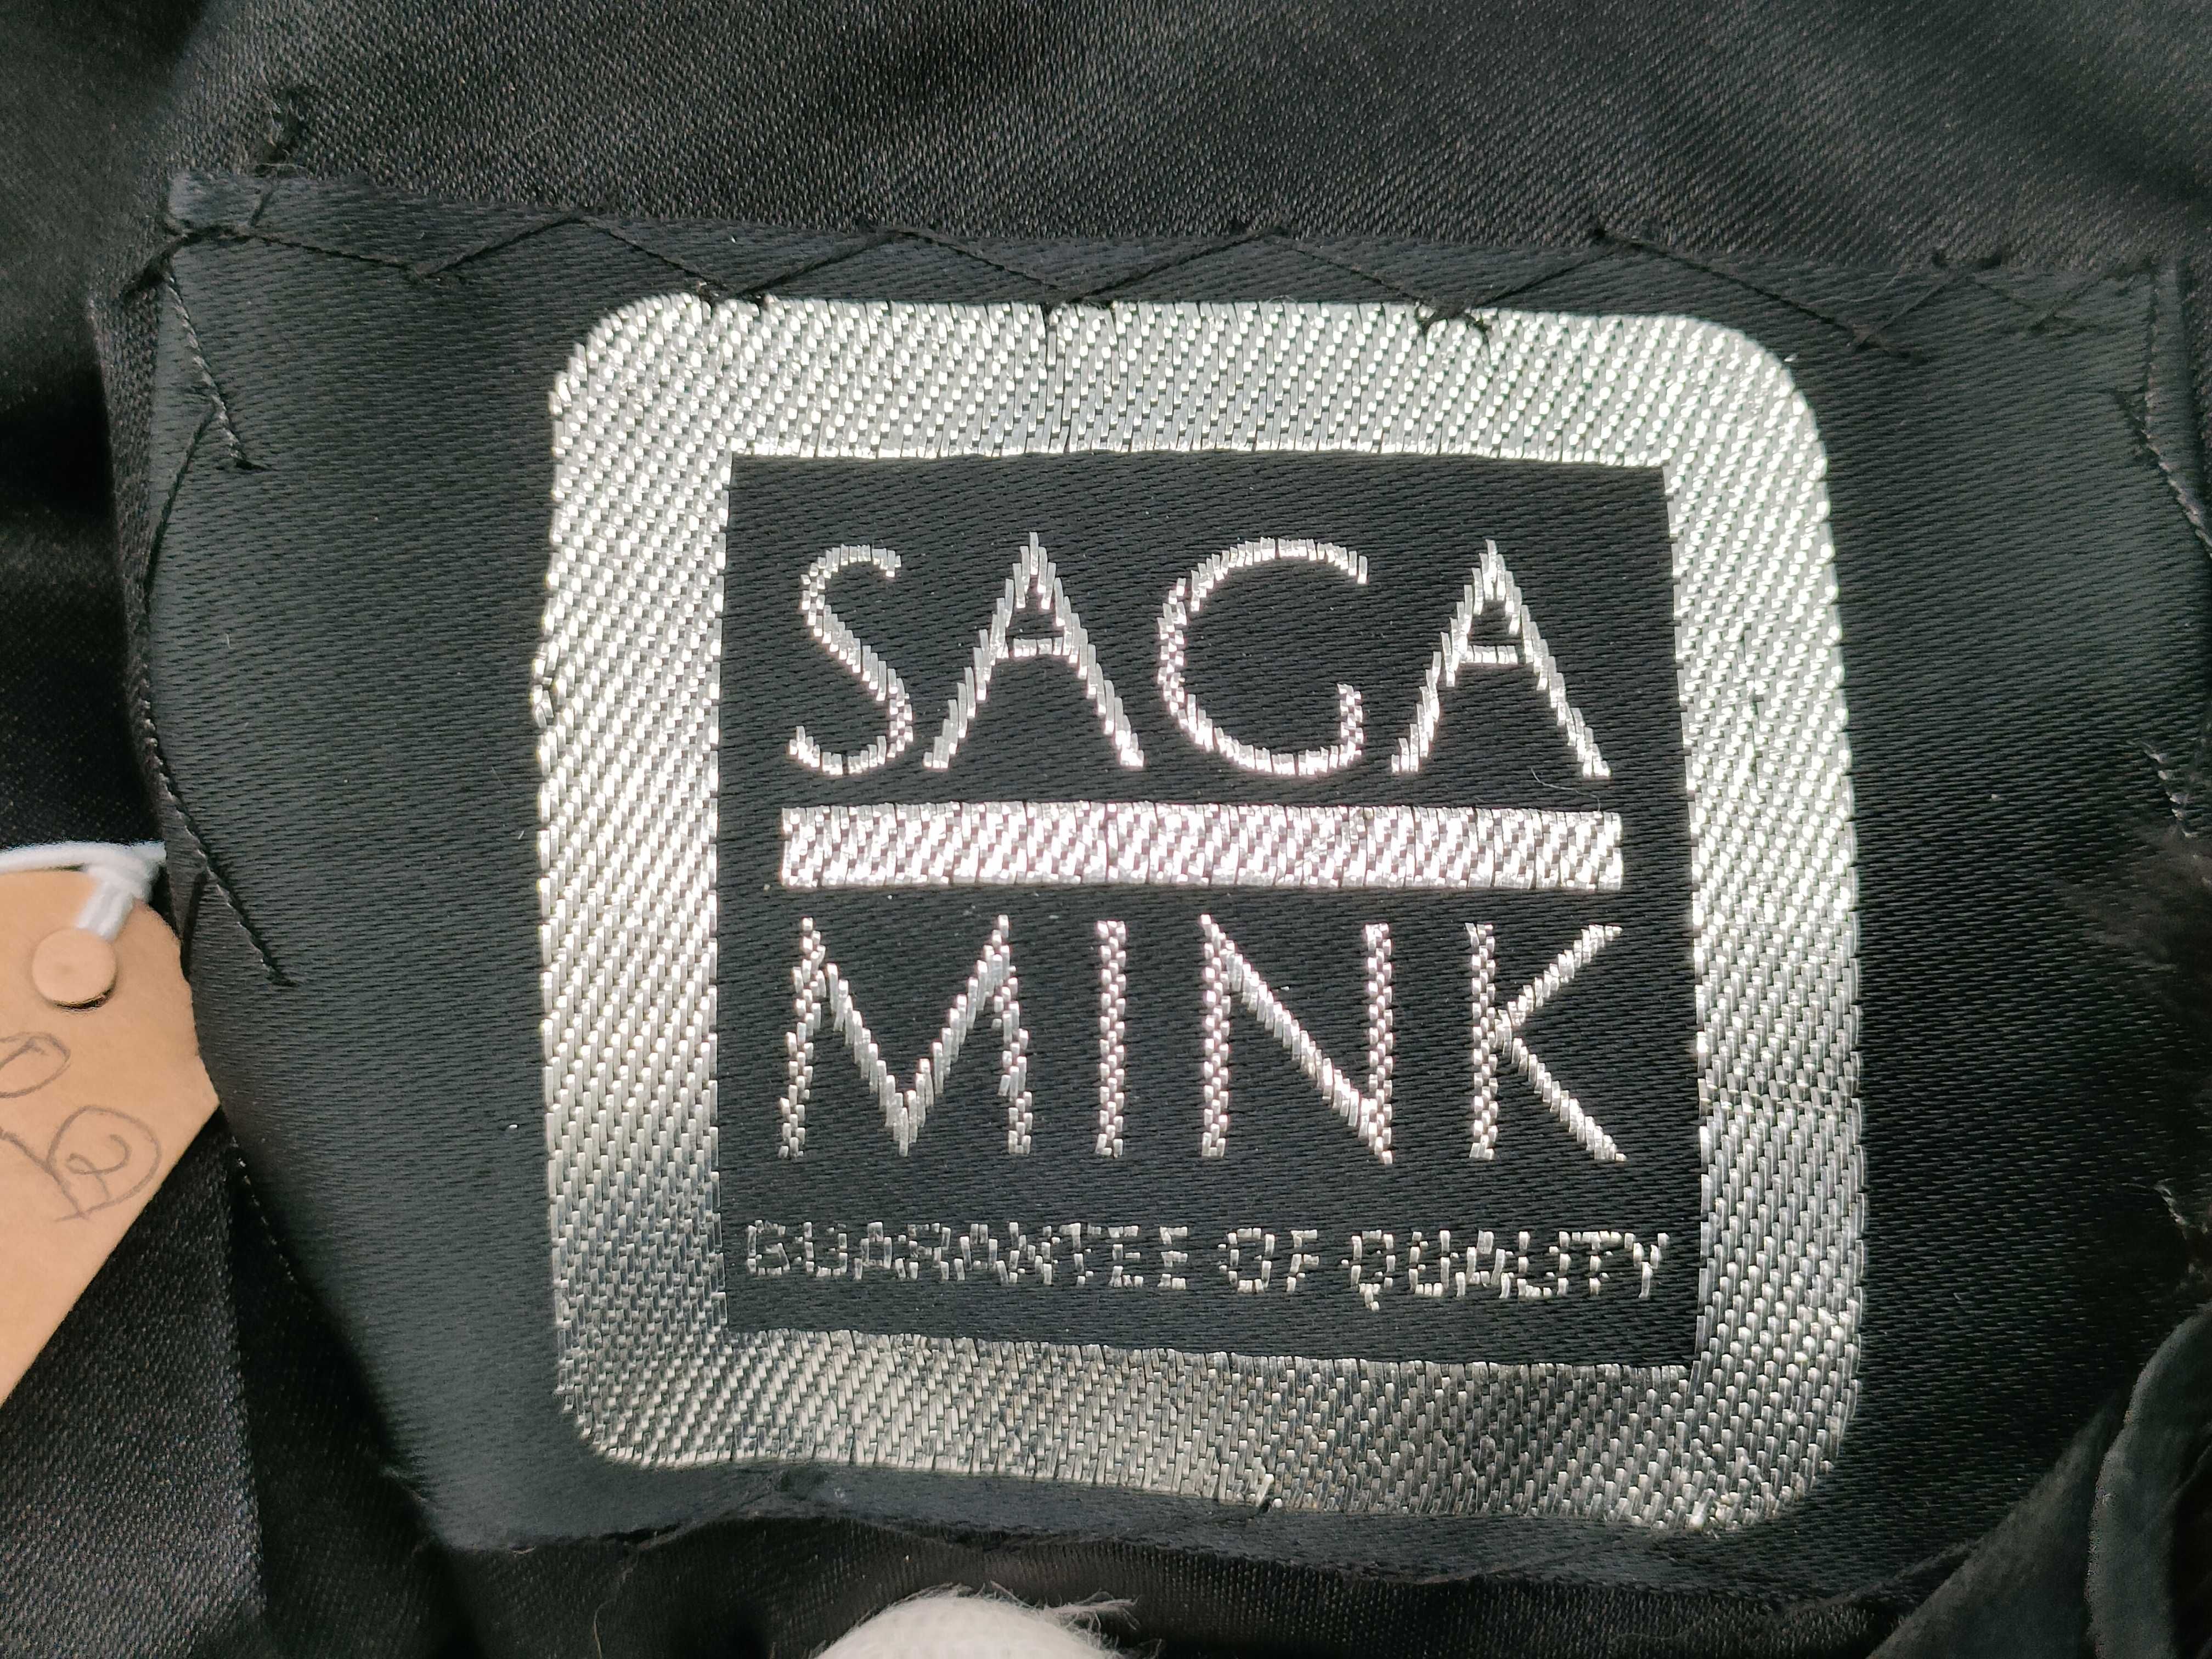 SAGA
MINK
GUARANTEE OF QUALITY